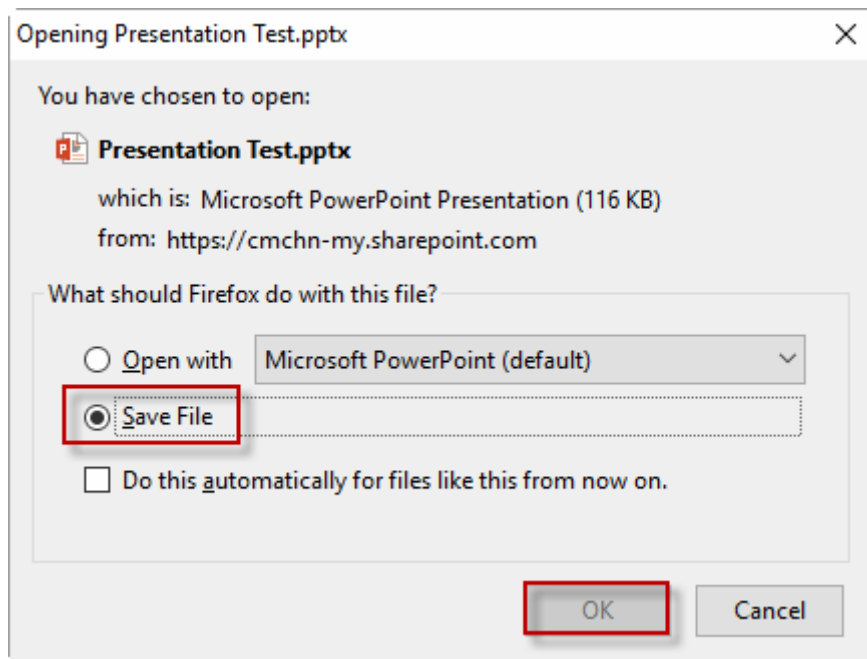 Opening Presentation Test.pptx
You have chosen to open:
Presentation Test.pptx
which is: Microsoft PowerPoint Presentation (116 KB)
from: https://cmchn-my.sharepoint.com
What should Firefox do with this file?
Open with Microsoft PowerPoint (default)
Save File
Do this automatically for files like this from now on.
OK Cancel